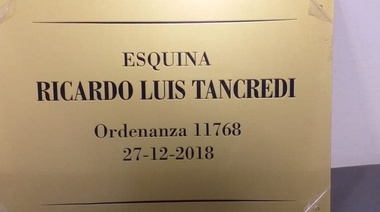 ESQUINA
RICARDO LUIS TANCREDI
Ordenanza 11768
27-12-2018